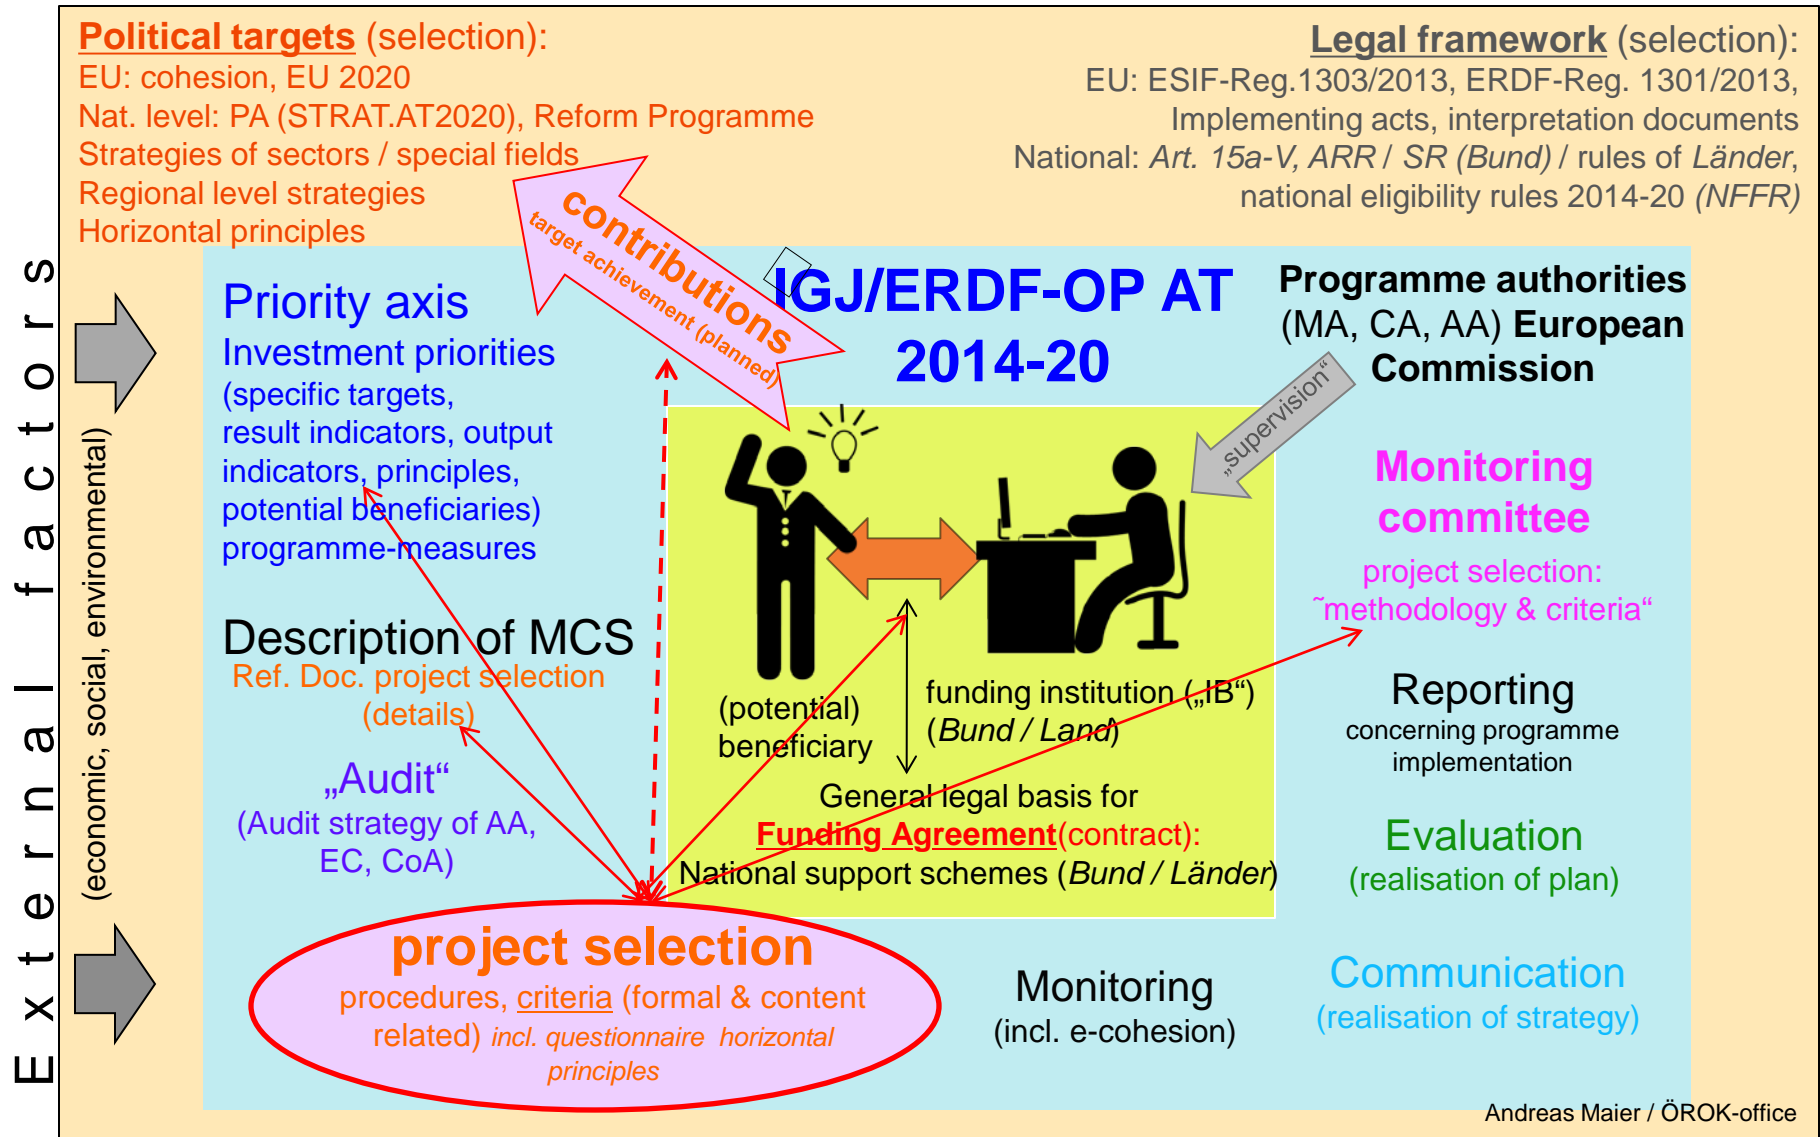 Political targets (selection):
EU: cohesion, EU 2020
Nat. level: PA (STRAT.AT2020), Reform Programme
Strategies of sectors / special fields
Regional level strategies
Horizontal principles
Legal framework (selection):
EU: ESIF-Reg.1303/2013, ERDF-Reg. 1301/2013,
Implementing acts, interpretation documents
National: Art. 15a-V, ARR / SR (Bund) / rules of Länder,
national eligibility rules 2014-20 (NFFR)
External factors
(economic, social, environmental)
contributions
target achievement (planned)
IGJ/ERDF-OP AT
2014-20
Priority axis
Investment priorities
(specific targets,
result indicators, output
indicators, principles,
potential beneficiaries)
programme-measures
Description of MCS
Ref. Doc. project selection
(details)
„Audit“
(Audit strategy of AA,
EC, CoA)
Programme authorities
(MA, CA, AA) European
Commission
„supervision“
Monitoring
committee
project selection:
˜methodology & criteria“
Reporting
concerning programme
implementation
Evaluation
(realisation of plan)
Communication
(realisation of strategy)
(potential)
beneficiary
funding institution („IB“)
(Bund / Land)
General legal basis for
Funding Agreement(contract):
National support schemes (Bund / Länder)
project selection
procedures, criteria (formal & content
related) incl. questionnaire horizontal
principles
Monitoring
(incl. e-cohesion)
Andreas Maier / ÖROK-office